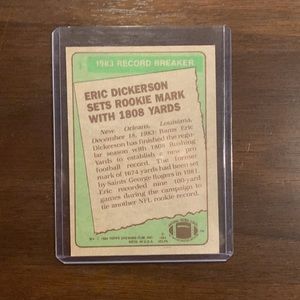 1983 RECORD BREAKER
ERIC DICKERSON
SETS ROOKIE MARK
WITH 1808 YARDS
New Orleans, Louisiana,
December 18, 1983: Rams Eric
Dickerson has finished the regu-
lar season with 1808 Rushing
Yards to establish a new pro
football record. The former
mark of 1674 yards had been set
by Saints' George Rogers in 1981.
Eric recorded nine 100-yard
games during the campaign to
tie another NFL rookie record.